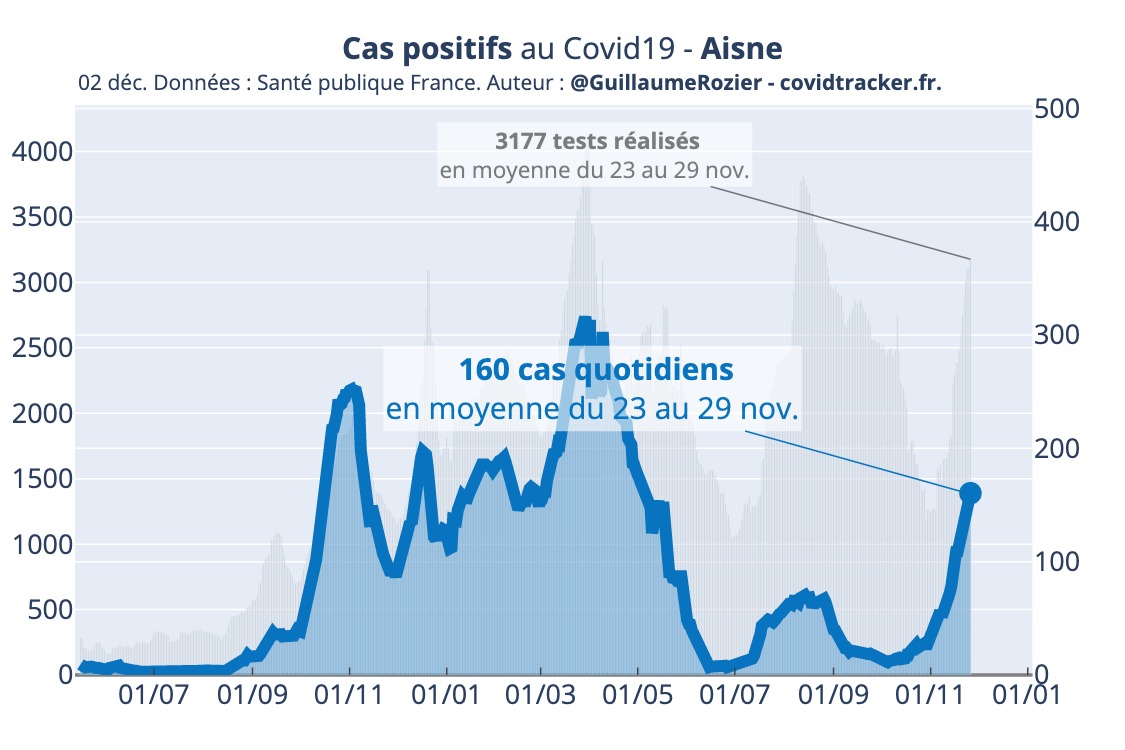 Cas positifs au Covid19 - Aisne
02 déc. Données : Santé publique France. Auteur : @GuillaumeRozier - covidtracker.fr.
500
3177 tests réalisés
en moyenne du 23 au 29 nov.
4000
3500
400
3000
300
2500
160 cas quotidiens
en moyenne du 23 au 29 nov.
2000
200
1500
1000
100
500
0
0
01/07 01/09 01/11 01/01 01/03 01/05 01/07 01/09 01/11 01/01